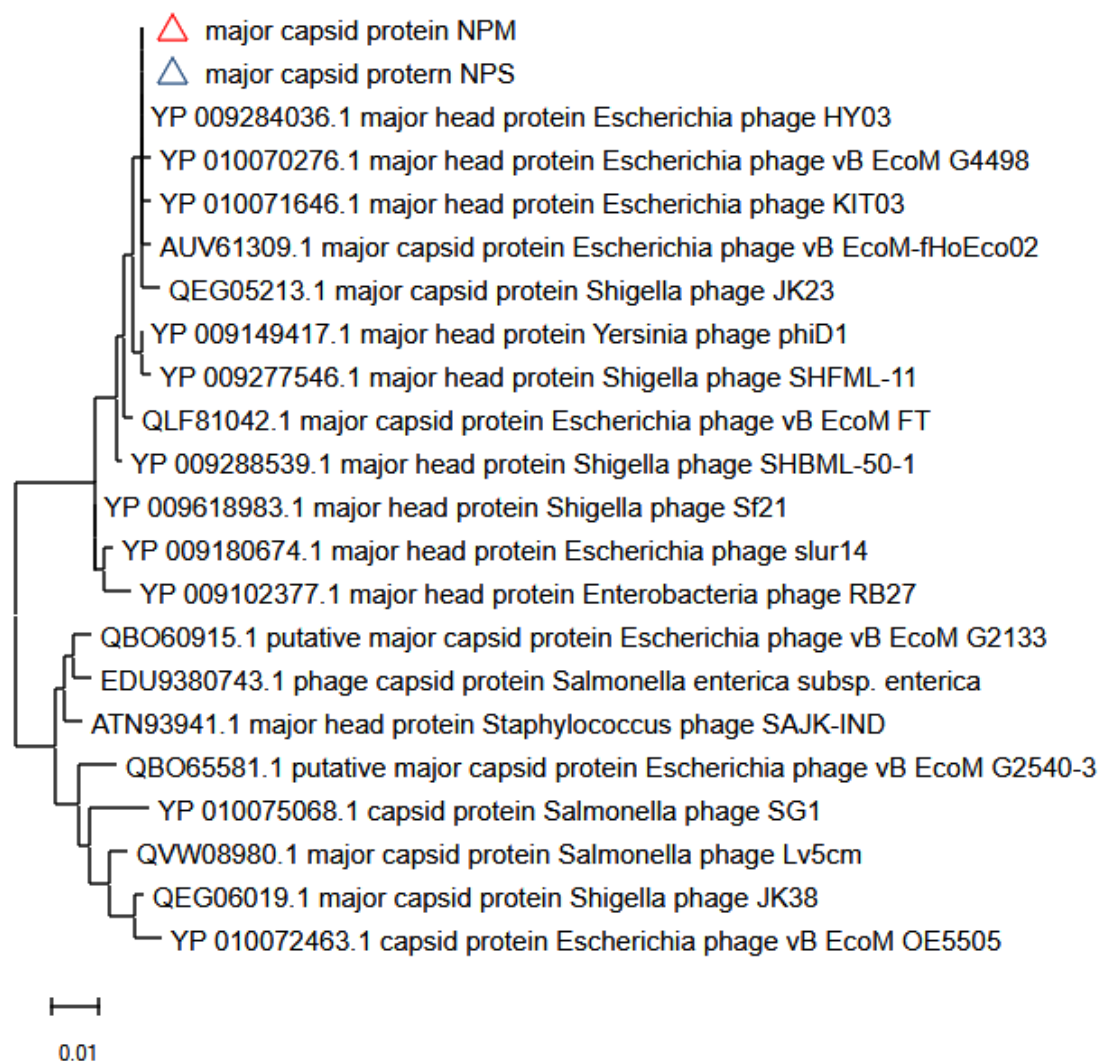 major capsid protein NPM
major capsid protern NPS
YP 009284036.1 major head protein Escherichia phage HY03
YP 010070276.1 major head protein Escherichia phage vB EcoM G4498
YP 010071646.1 major head protein Escherichia phage KIT03
AUV61309.1 major capsid protein Escherichia phage vB EcoM-fHoEco02
QEG05213.1 major capsid protein Shigella phage JK23
YP 009149417.1 major head protein Yersinia phage phiD1
YP 009277546.1 major head protein Shigella phage SHFML-11
QLF81042.1 major capsid protein Escherichia phage vB EcoM FT
YP 009288539.1 major head protein Shigella phage SHBML-50-1
YP 009618983.1 major head protein Shigella phage Sf21
YP 009180674.1 major head protein Escherichia phage slur14
YP 009102377.1 major head protein Enterobacteria phage RB27
QBO60915.1 putative major capsid protein Escherichia phage vB EcoM G2133
EDU9380743.1 phage capsid protein Salmonella enterica subsp. enterica
ATN93941.1 major head protein Staphylococcus phage SAJK-IND
QBO65581.1 putative major capsid protein Escherichia phage vB EcoM G2540-3
YP 010075068.1 capsid protein Salmonella phage SG1
QVW08980.1 major capsid protein Salmonella phage Lv5cm
QEG06019.1 major capsid protein Shigella phage JK38
YP 010072463.1 capsid protein Escherichia phage vB EcoM OE5505
0.01